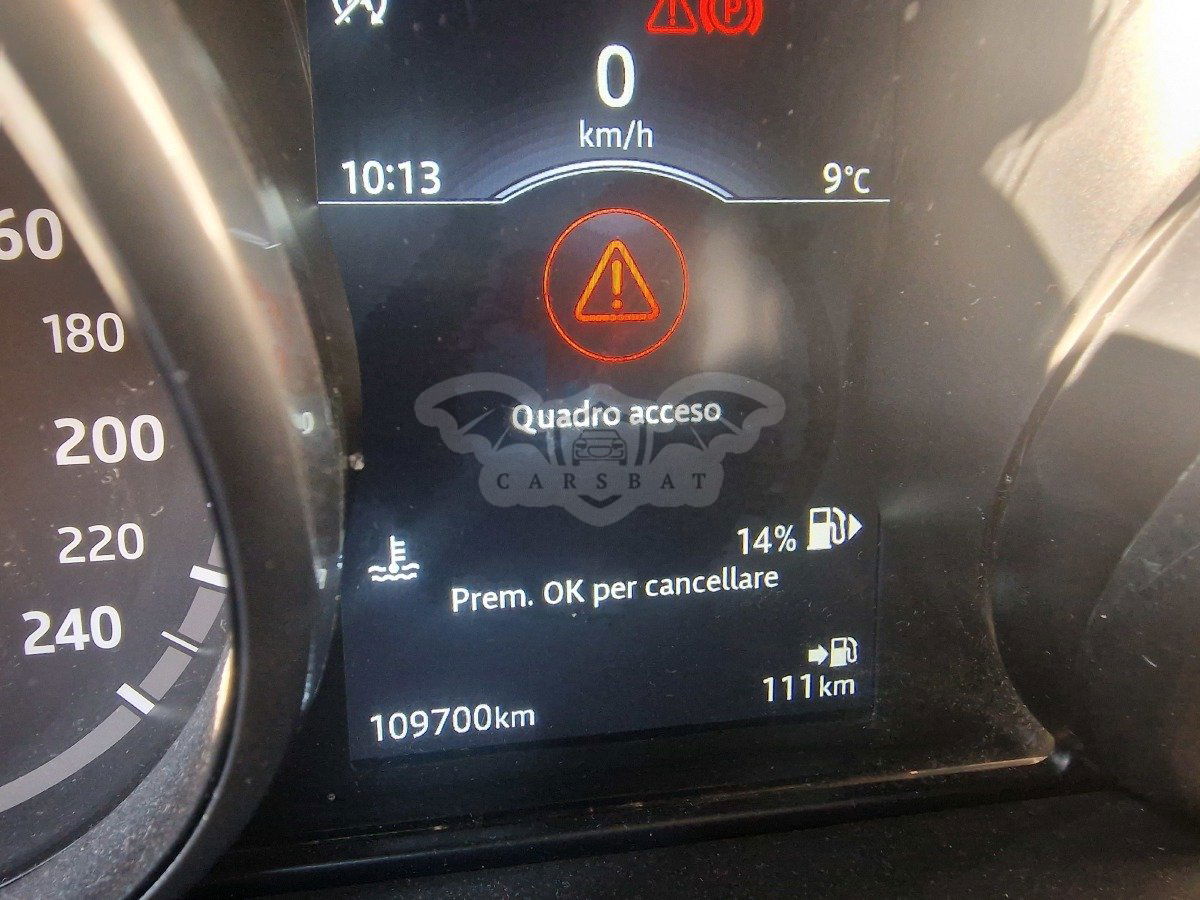 P
0
km/h
10:13
9°C
60
180
Quadro acceso
200
CARSBAT
14%
220
Prem. OK per cancellare
240
111km
109700km